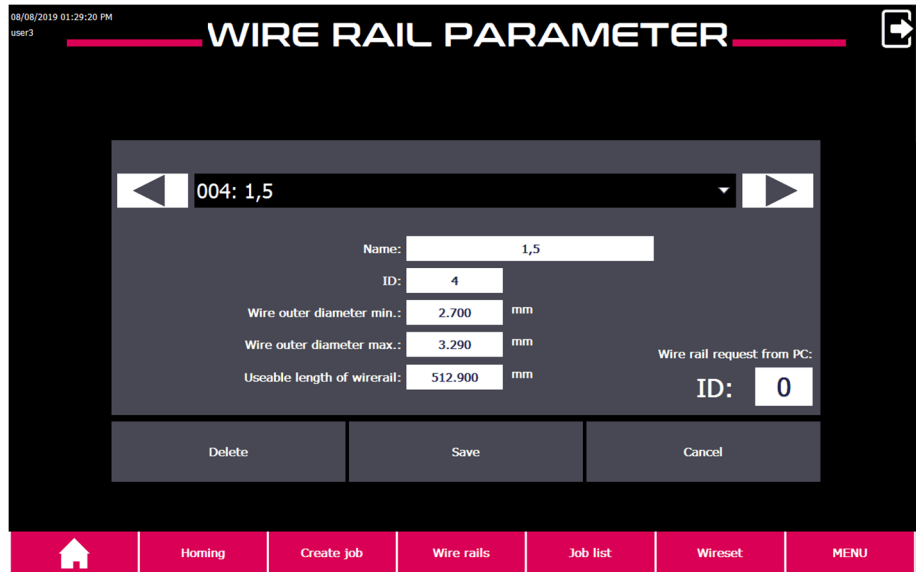 08/08/2019 01:29:20 PM
user3
WIRE RAIL PARAMETER
004: 1,5
Name: 1,5
ID: 4
Wire outer diameter min.: 2.700 mm
Wire outer diameter max.: 3.290 mm
Useable length of wirerail: 512.900 mm
Wire rail request from PC:
ID: 0
Delete Save Cancel
Homing Create job Wire rails Job list Wireset MENU